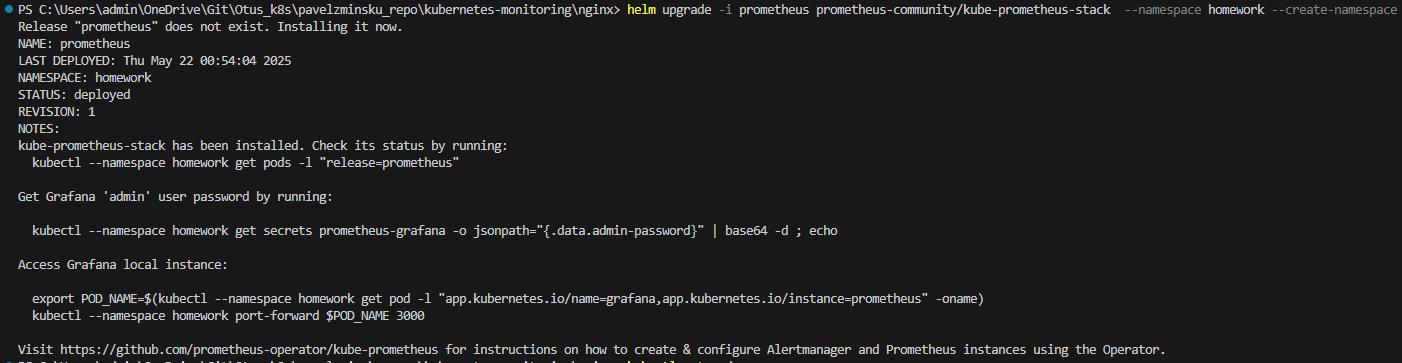 PS C:\Users\admin\OneDrive\Git\Otus_k8s\pavelzminsku_repo\kubernetes-monitoring\nginx> helm upgrade -i prometheus prometheus-community/kube-prometheus-stack  --namespace homework --create-namespace
Release "prometheus" does not exist. Installing it now.
NAME: prometheus
LAST DEPLOYED: Thu May 22 00:54:04 2025
NAMESPACE: homework
STATUS: deployed
REVISION: 1
NOTES:
kube-prometheus-stack has been installed. Check its status by running:
  kubectl --namespace homework get pods -l "release=prometheus"

Get Grafana 'admin' user password by running:

  kubectl --namespace homework get secrets prometheus-grafana -o jsonpath="{.data.admin-password}" | base64 -d ; echo

Access Grafana local instance:

  export POD_NAME=$(kubectl --namespace homework get pod -l "app.kubernetes.io/name=grafana,app.kubernetes.io/instance=prometheus" -oname)
  kubectl --namespace homework port-forward $POD_NAME 3000

Visit https://github.com/prometheus-operator/kube-prometheus for instructions on how to create & configure Alertmanager and Prometheus instances using the Operator.